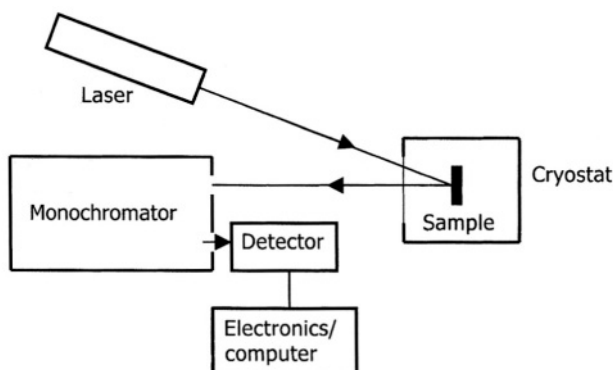 Laser
Cryostat
Sample
Monochromator
Detector
Electronics/
computer